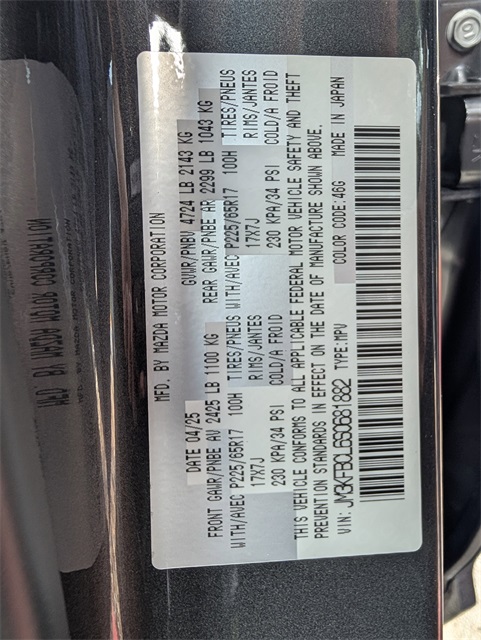 MFD. BY MAZDA MOTOR CORPORATION
DATE 04/25 GVWR/PNBV 4724 LB 2143 KG
FRONT GAWR/PNBE AV 2425 LB 1100 KG REAR GAWR/PNBE AR 2299 LB 1043 KG
WITH/AVEC P225/65R17 100H TIRES/PNEUS WITH/AVEC P225/65R17 100H TIRES/PNEUS
17X7J RIMS/JANTES 17X7J RIMS/JANTES
230 KPA/34 PSI COLD/A FROID 230 KPA/34 PSI COLD/A FROID
THIS VEHICLE CONFORMS TO ALL APPLICABLE FEDERAL MOTOR VEHICLE SAFETY AND THEFT
PREVENTION STANDARDS IN EFFECT ON THE DATE OF MANUFACTURE SHOWN ABOVE.
VIN: JM3KFBCL6S0681882 TYPE: MPV COLOR CODE: 46G MADE IN JAPAN